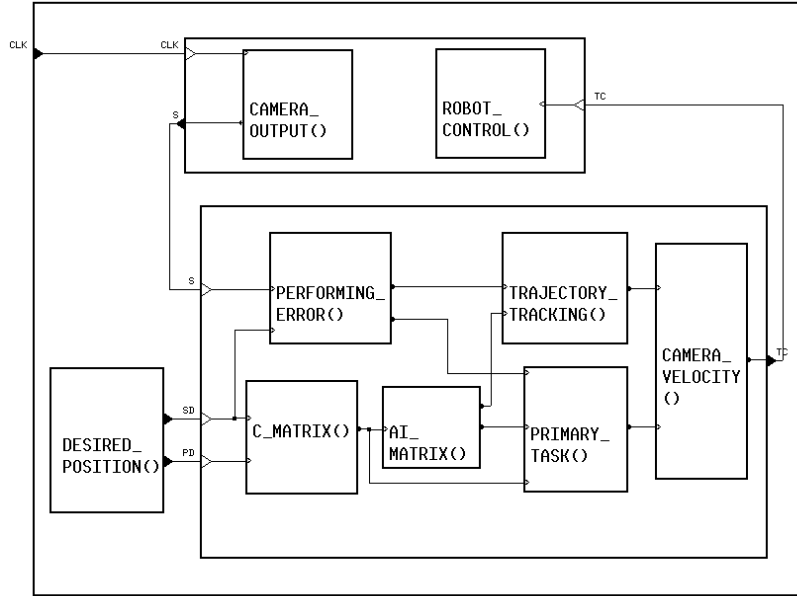 CLK
CLK
CAMERA_
OUTPUT()
ROBOT_
CONTROL()
TC
S
S
PERFORMING_
ERROR()
TRAJECTORY_
TRACKING()
CAMERA_
VELOCITY
()
TC
DESIRED_
POSITION()
SD
PD
C_MATRIX()
AI_
MATRIX()
PRIMARY_
TASK()